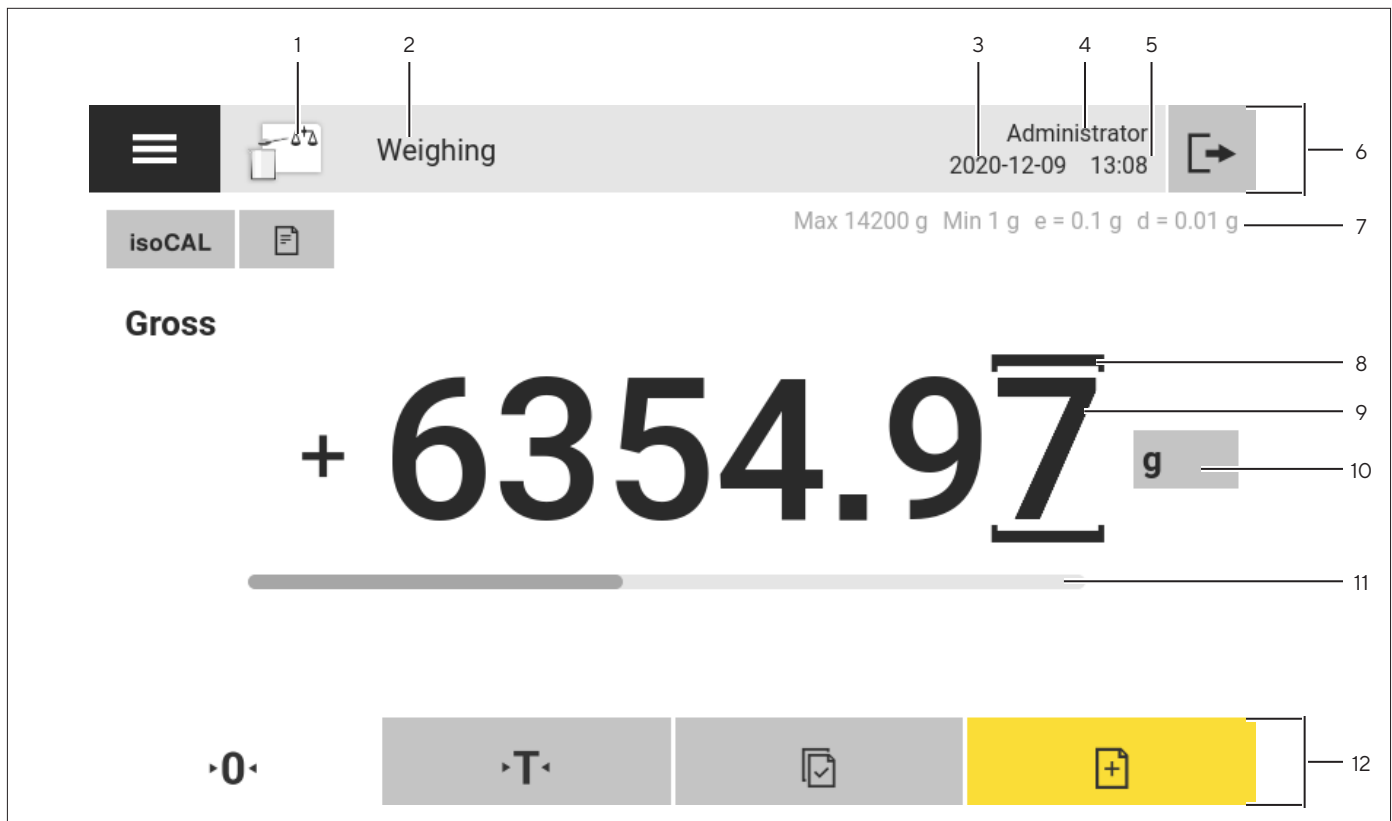 1 2 3 4 5
Administrator
Weighing
2020-12-09 13:08
6
isoCAL
Max 14200 g Min 1 g e = 0.1 g d = 0.01 g
7
Gross
8
+ 6354.97 g
9
10
11
0 T
12